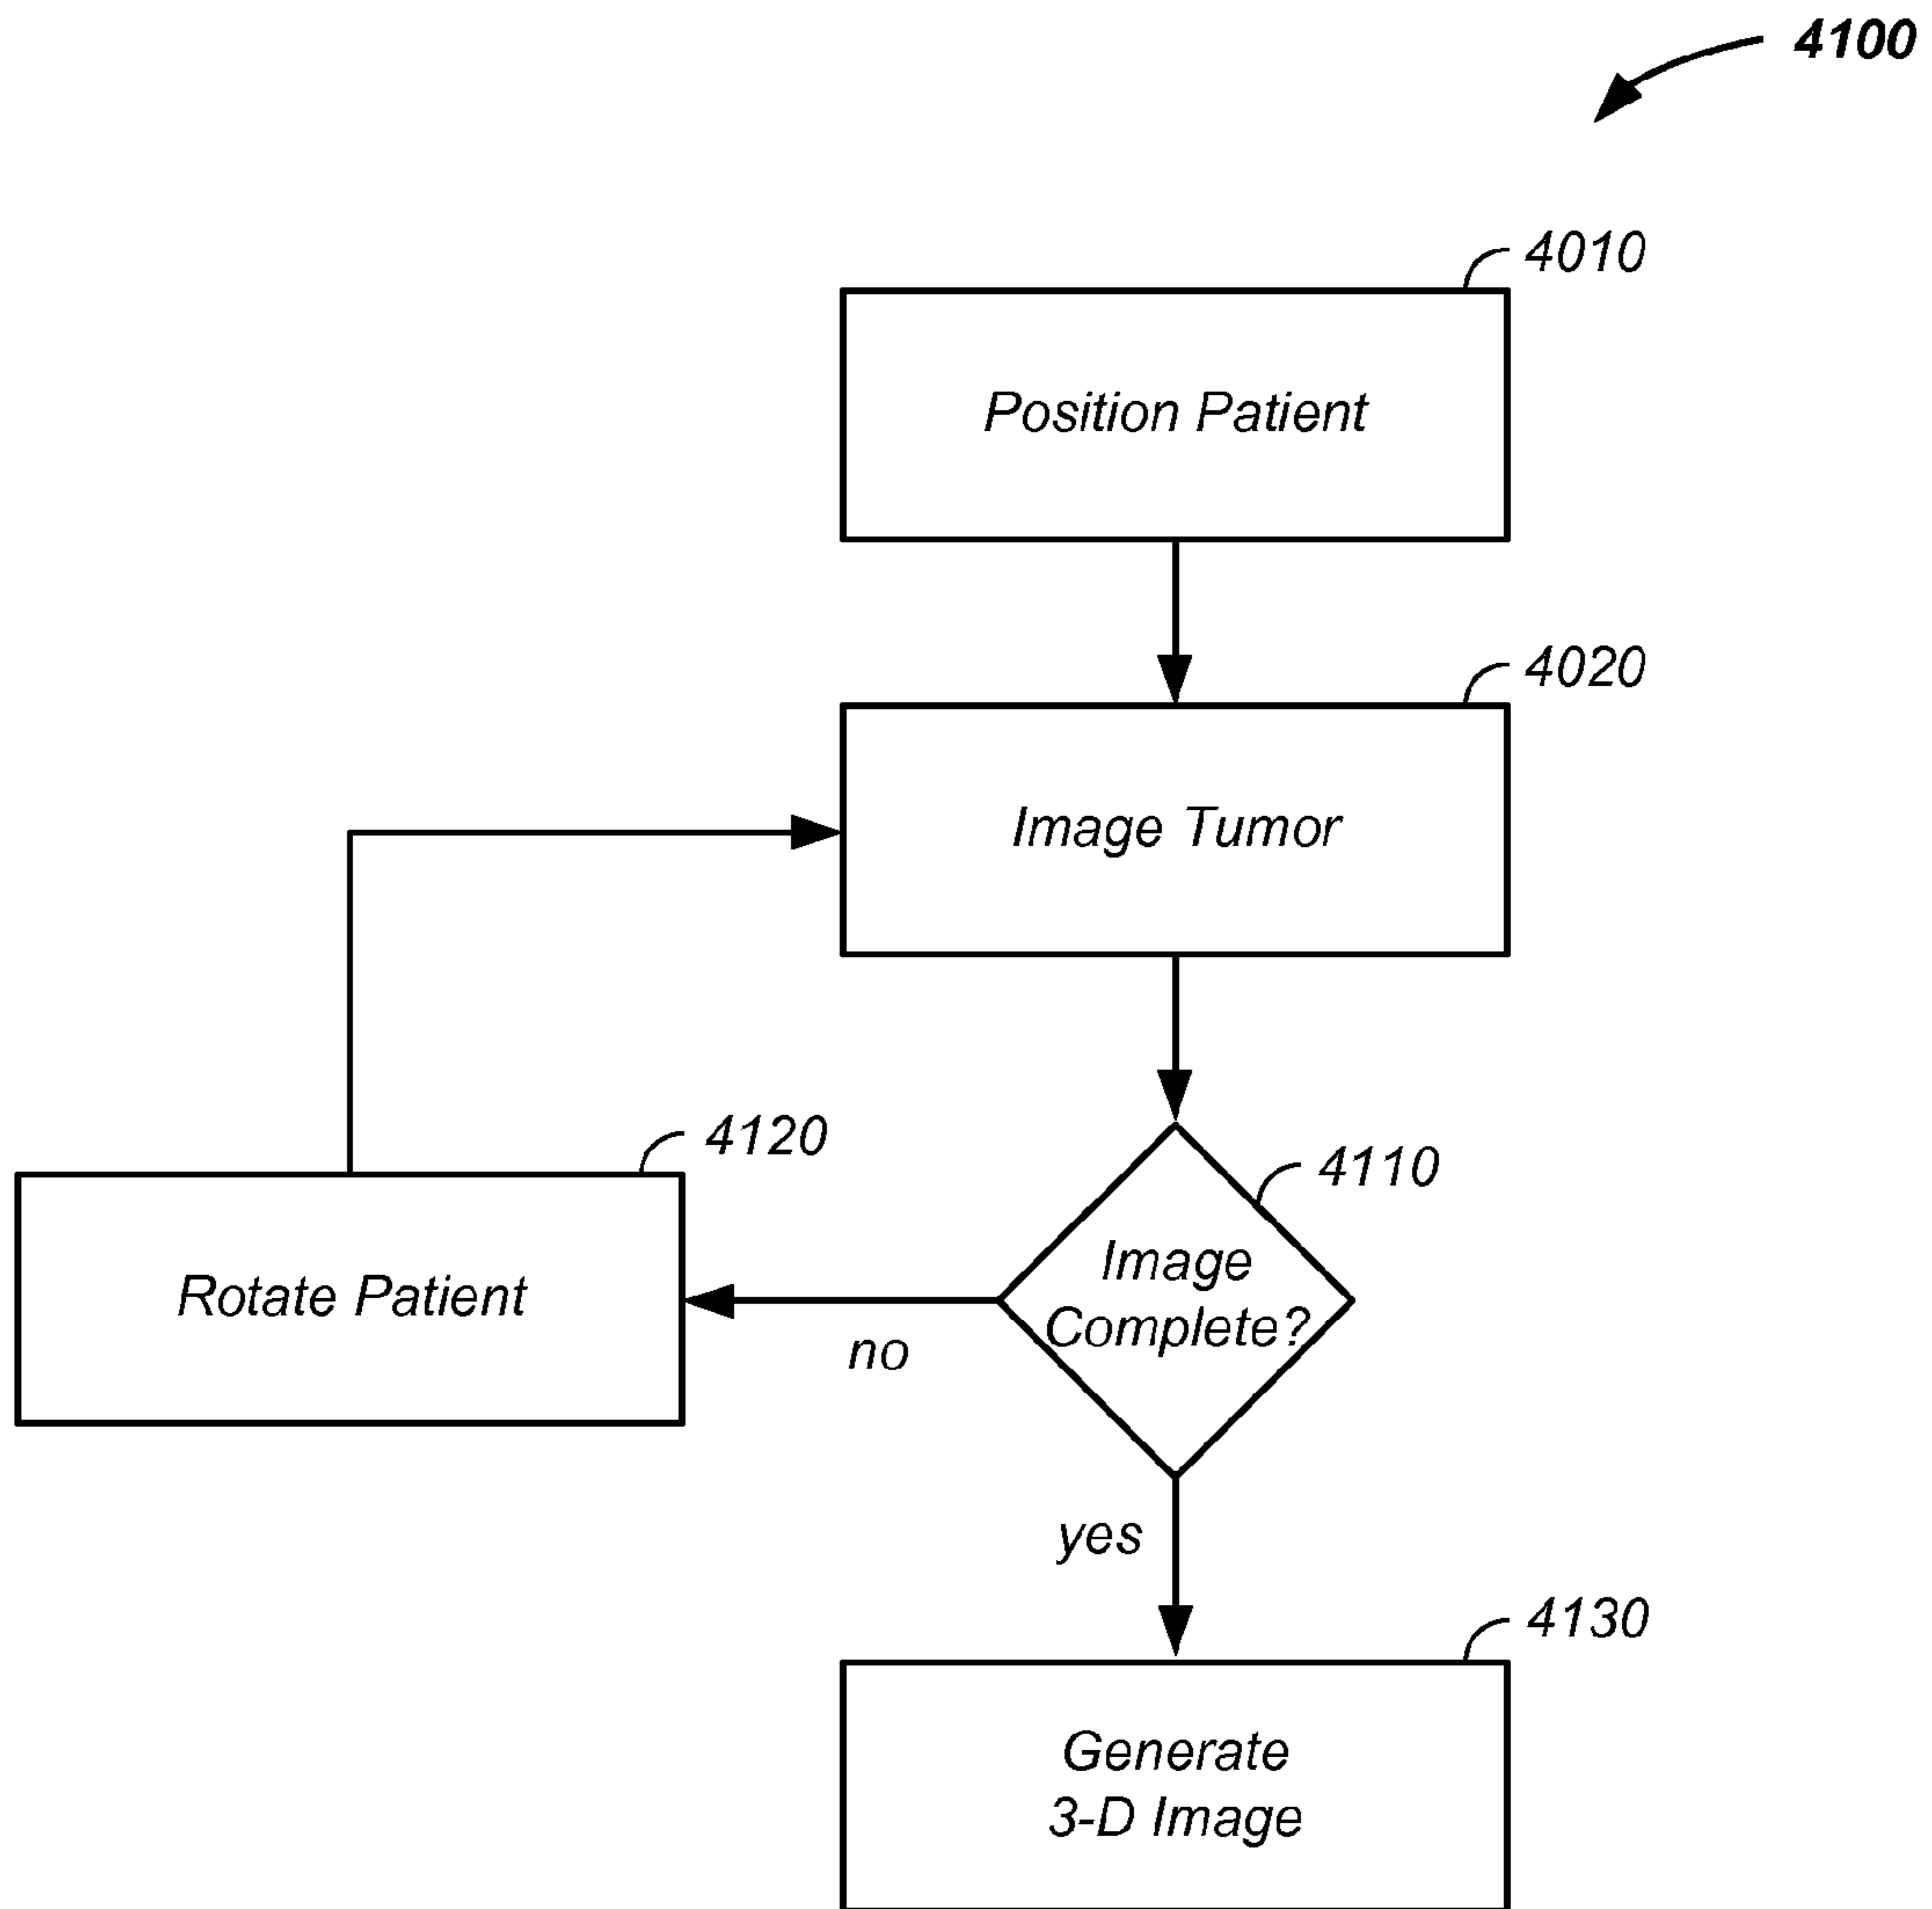 4100
4010
Position Patient
4020
Image Tumor
4120
4110
Rotate Patient
Image
Complete?
no
yes
4130
Generate
3-D Image